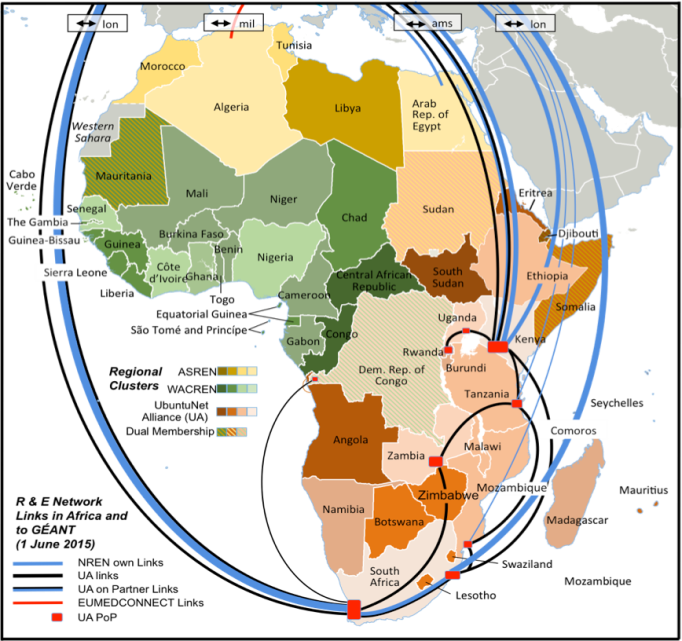 lon
mil
ams
lon
Tunisia
Morocco
Algeria
Libya
Arab
Rep. of
Egypt
Western
Sahara
Mauritania
Mali
Niger
Chad
Sudan
Eritrea
Cabo
Verde
Senegal
The Gambia
Guinea-Bissau
Guinea
Sierra Leone
Liberia
Burkina Faso
Côte
d'Ivoire
Ghana
Benin
Togo
Nigeria
Djibouti
Ethiopia
Somalia
South
Sudan
Central African
Republic
Cameroon
Equatorial Guinea
São Tomé and Princípe
Gabon
Congo
Uganda
Kenya
Rwanda
Burundi
Dem. Rep. of
Congo
Tanzania
Seychelles
Comoros
Regional
Clusters
ASREN
WACREN
UbuntuNet
Alliance (UA)
Dual Membership
Angola
Zambia
Malawi
Mozambique
Zimbabwe
Namibia
Botswana
Madagascar
Mauritius
South
Africa
Swaziland
Lesotho
Mozambique
R & E Network
Links in Africa and
to GÉANT
(1 June 2015)
NREN own Links
UA links
UA on Partner Links
EUMEDCONNECT Links
UA PoP